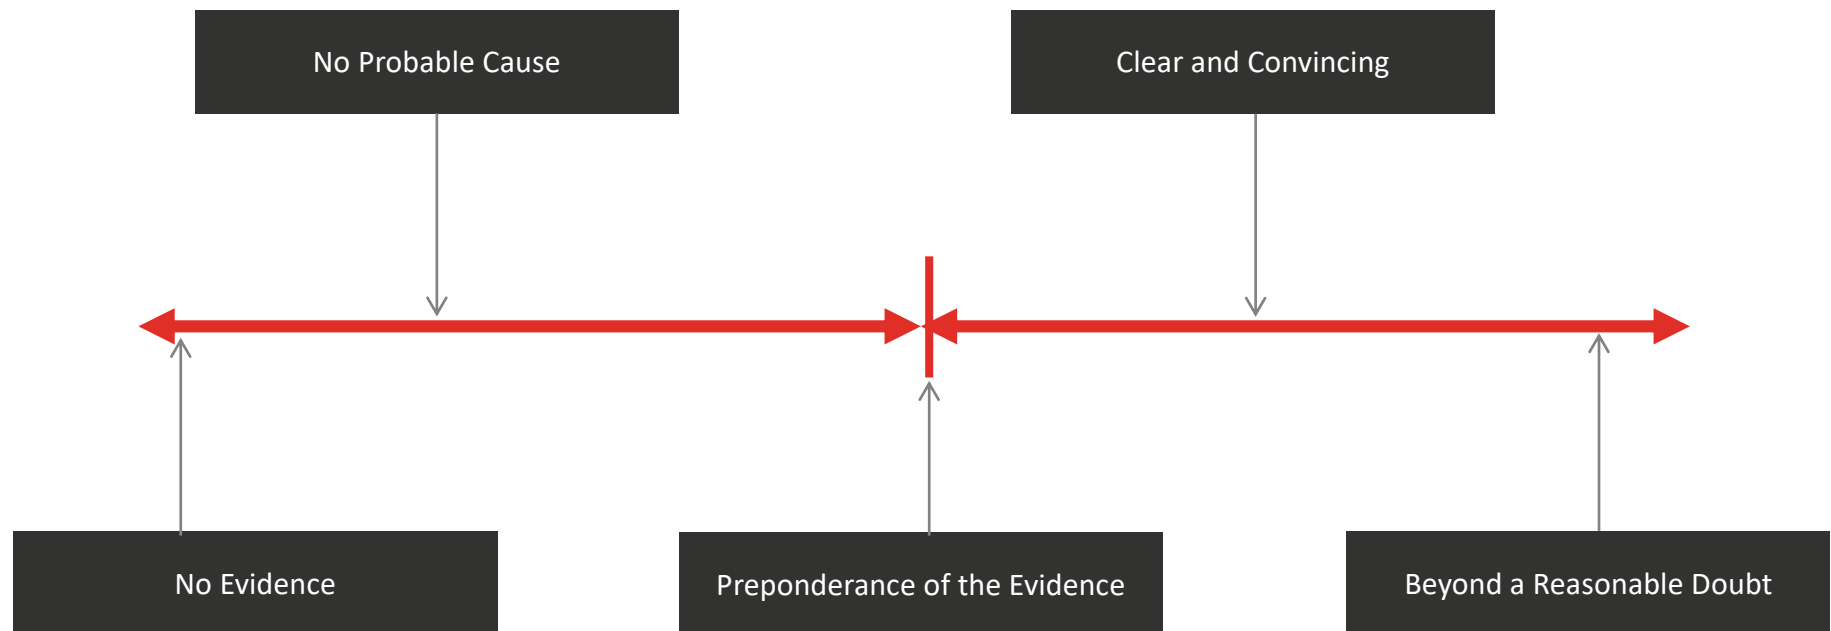 No Probable Cause
Clear and Convincing
No Evidence
Preponderance of the Evidence
Beyond a Reasonable Doubt